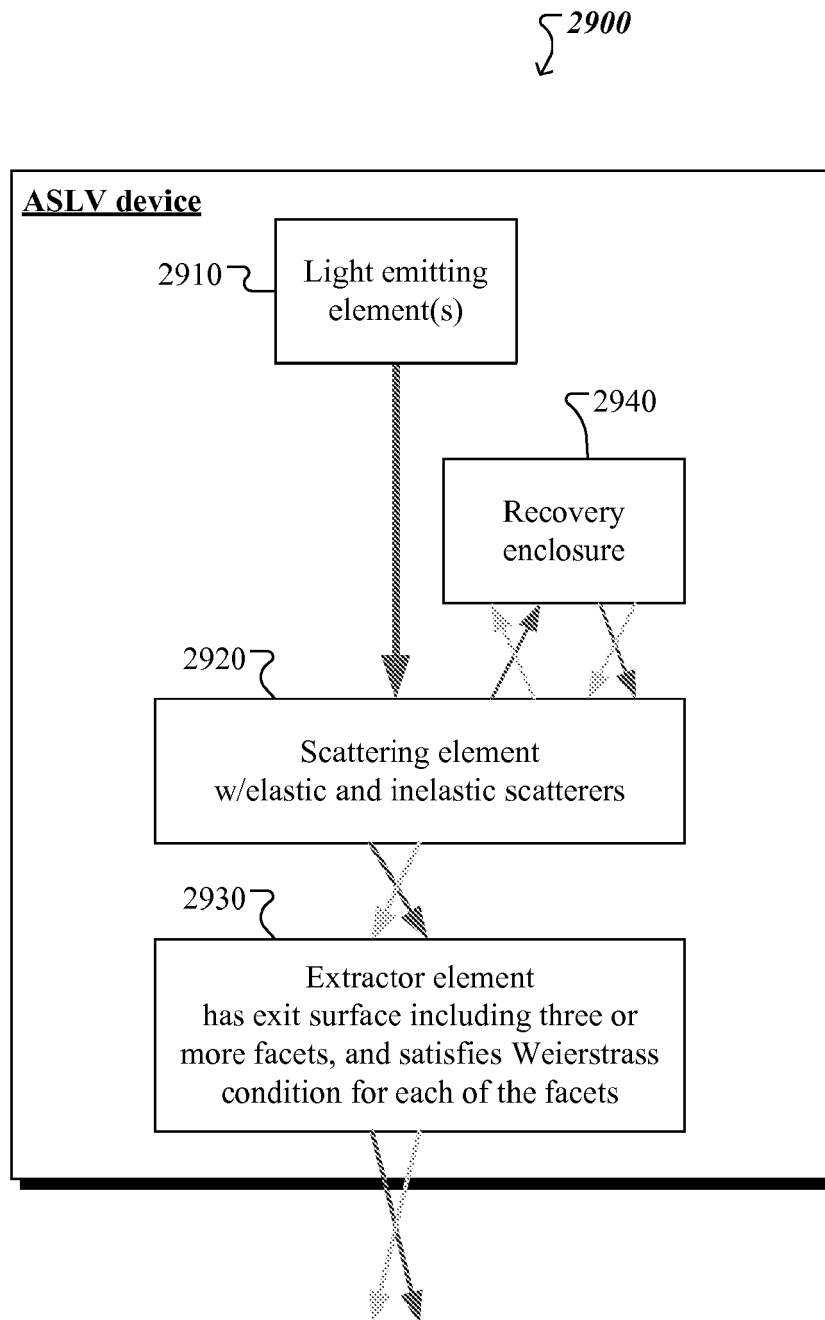 2900
ASLV device
2910
Light emitting
element(s)
2940
Recovery
enclosure
2920
Scattering element
w/elastic and inelastic scatterers
2930
Extractor element
has exit surface including three or
more facets, and satisfies Weierstrass
condition for each of the facets